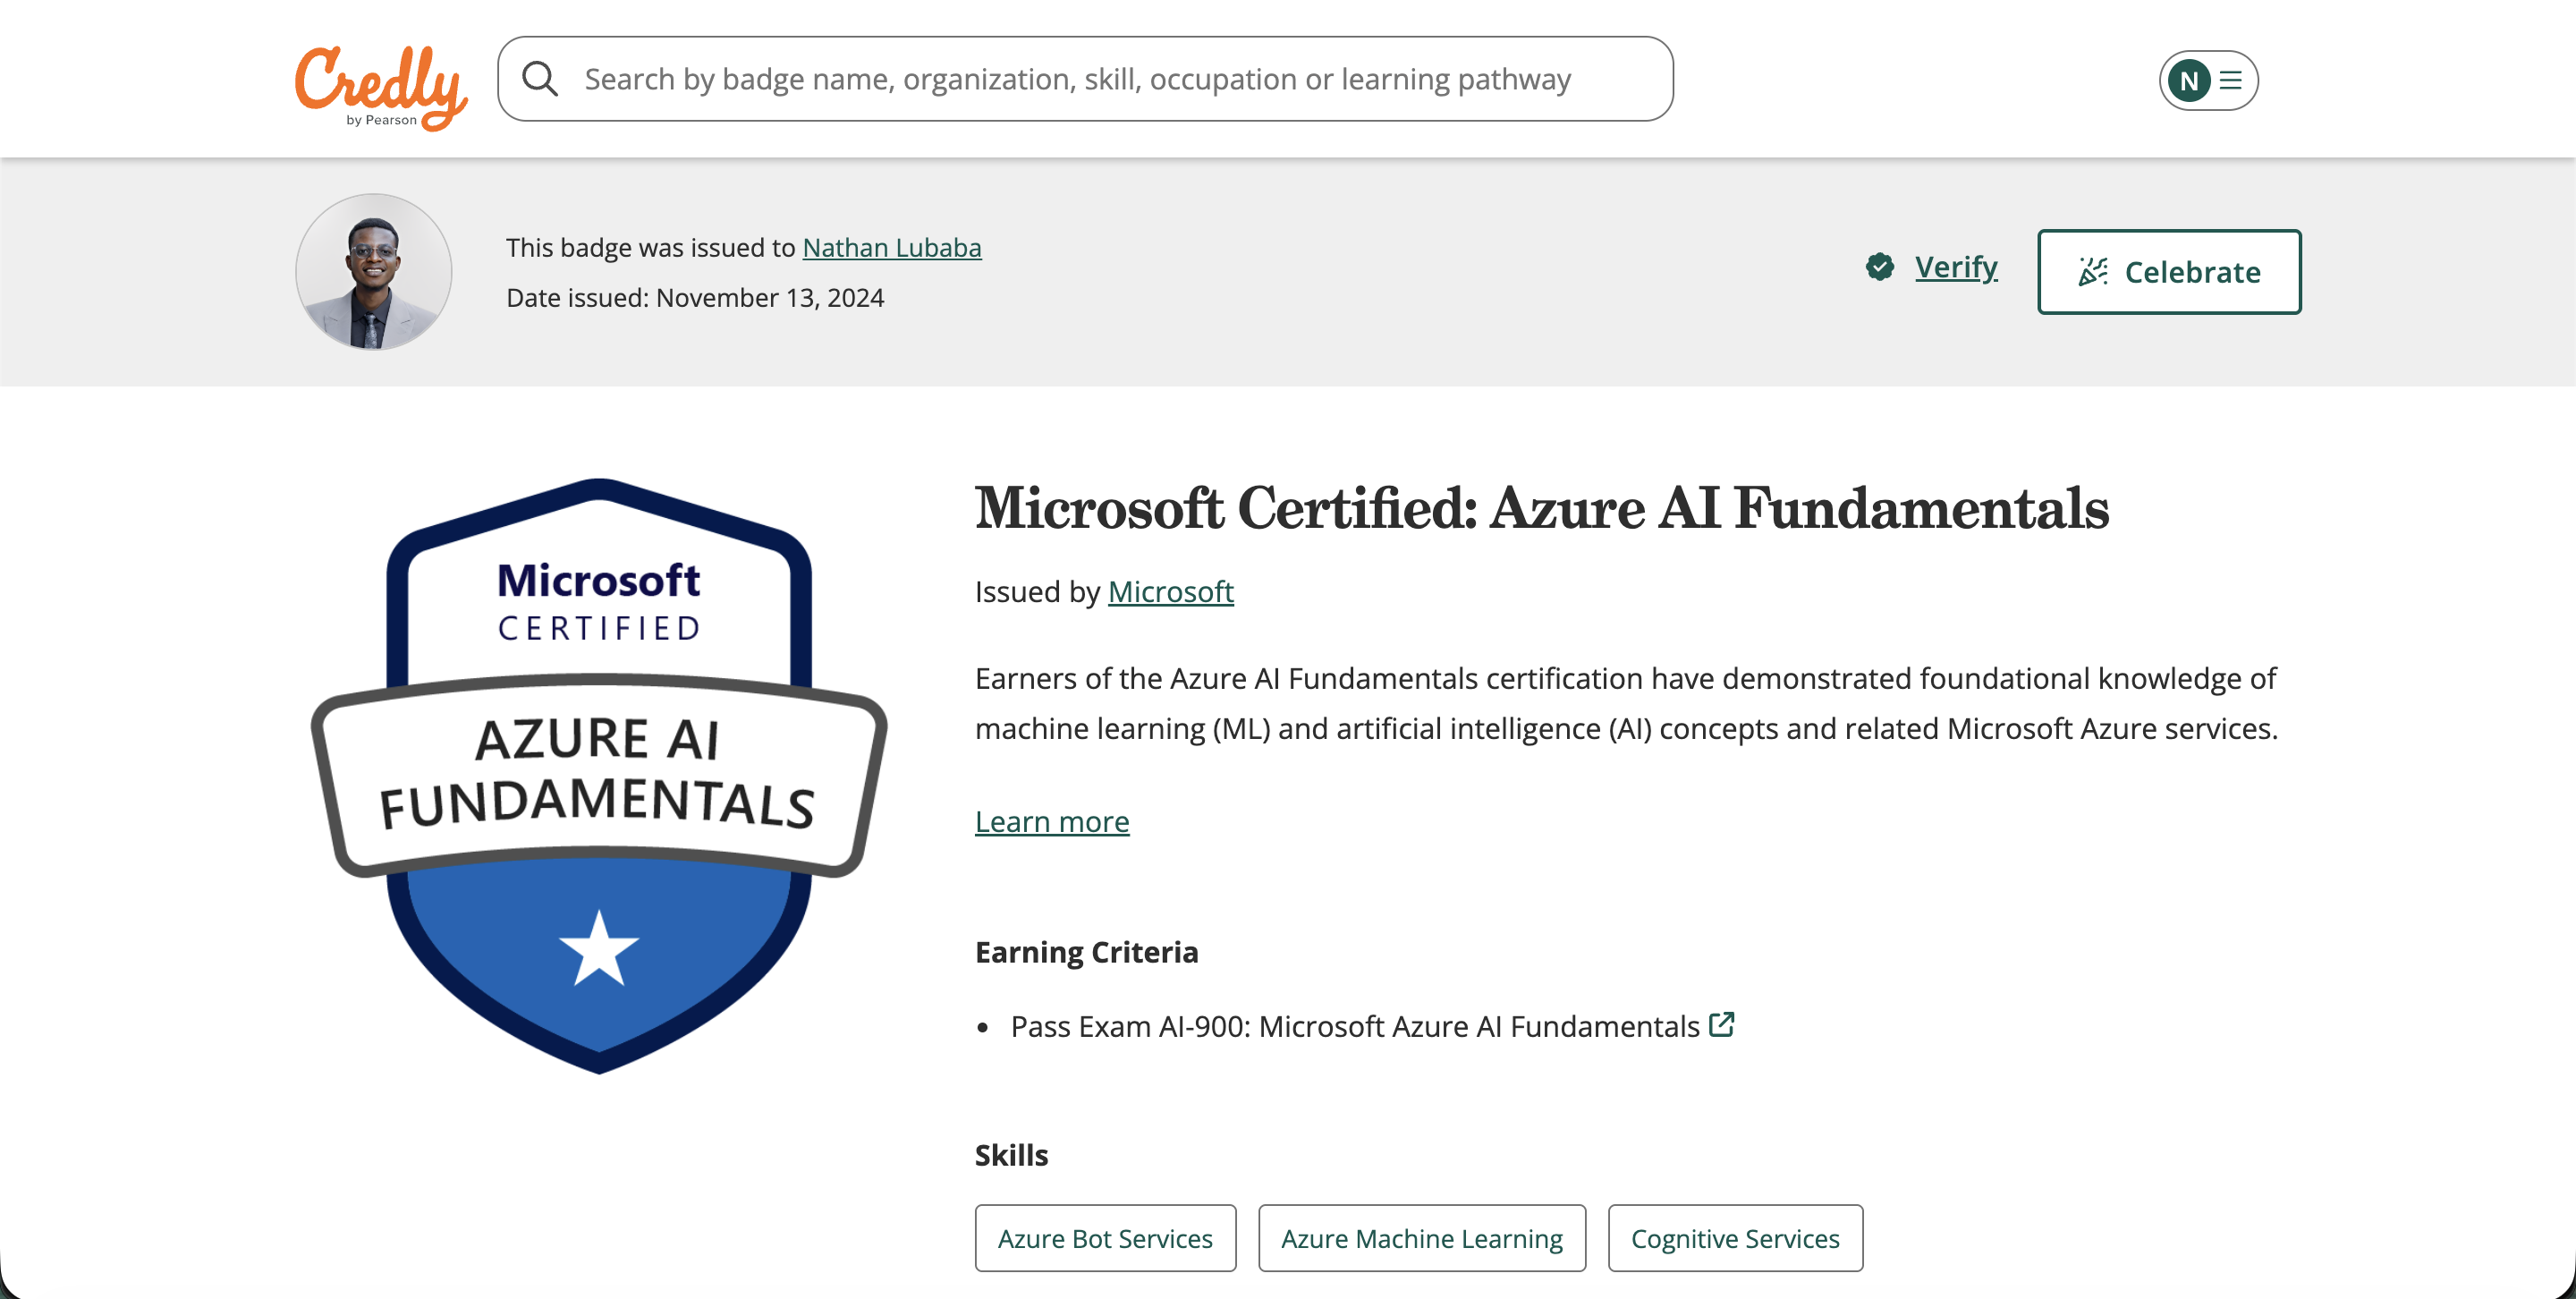 Credly
by Pearson
Search by badge name, organization, skill, occupation or learning pathway
N
This badge was issued to Nathan Lubaba
Date issued: November 13, 2024
Verify
Celebrate
Microsoft
CERTIFIED
AZURE AI
FUNDAMENTALS
Microsoft Certified: Azure AI Fundamentals
Issued by Microsoft
Earners of the Azure AI Fundamentals certification have demonstrated foundational knowledge of
machine learning (ML) and artificial intelligence (AI) concepts and related Microsoft Azure services.
Learn more
Earning Criteria
• Pass Exam AI-900: Microsoft Azure AI Fundamentals
Skills
Azure Bot Services
Azure Machine Learning
Cognitive Services